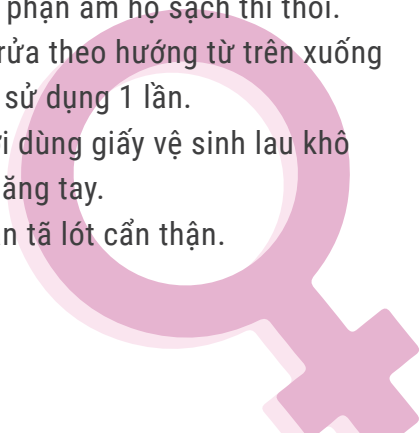 phận âm hộ sạch thì thôi.
rửa theo hướng từ trên xuống
sử dụng 1 lần.
dùng giấy vệ sinh lau khô
ăng tay.
n tã lót cẩn thận.